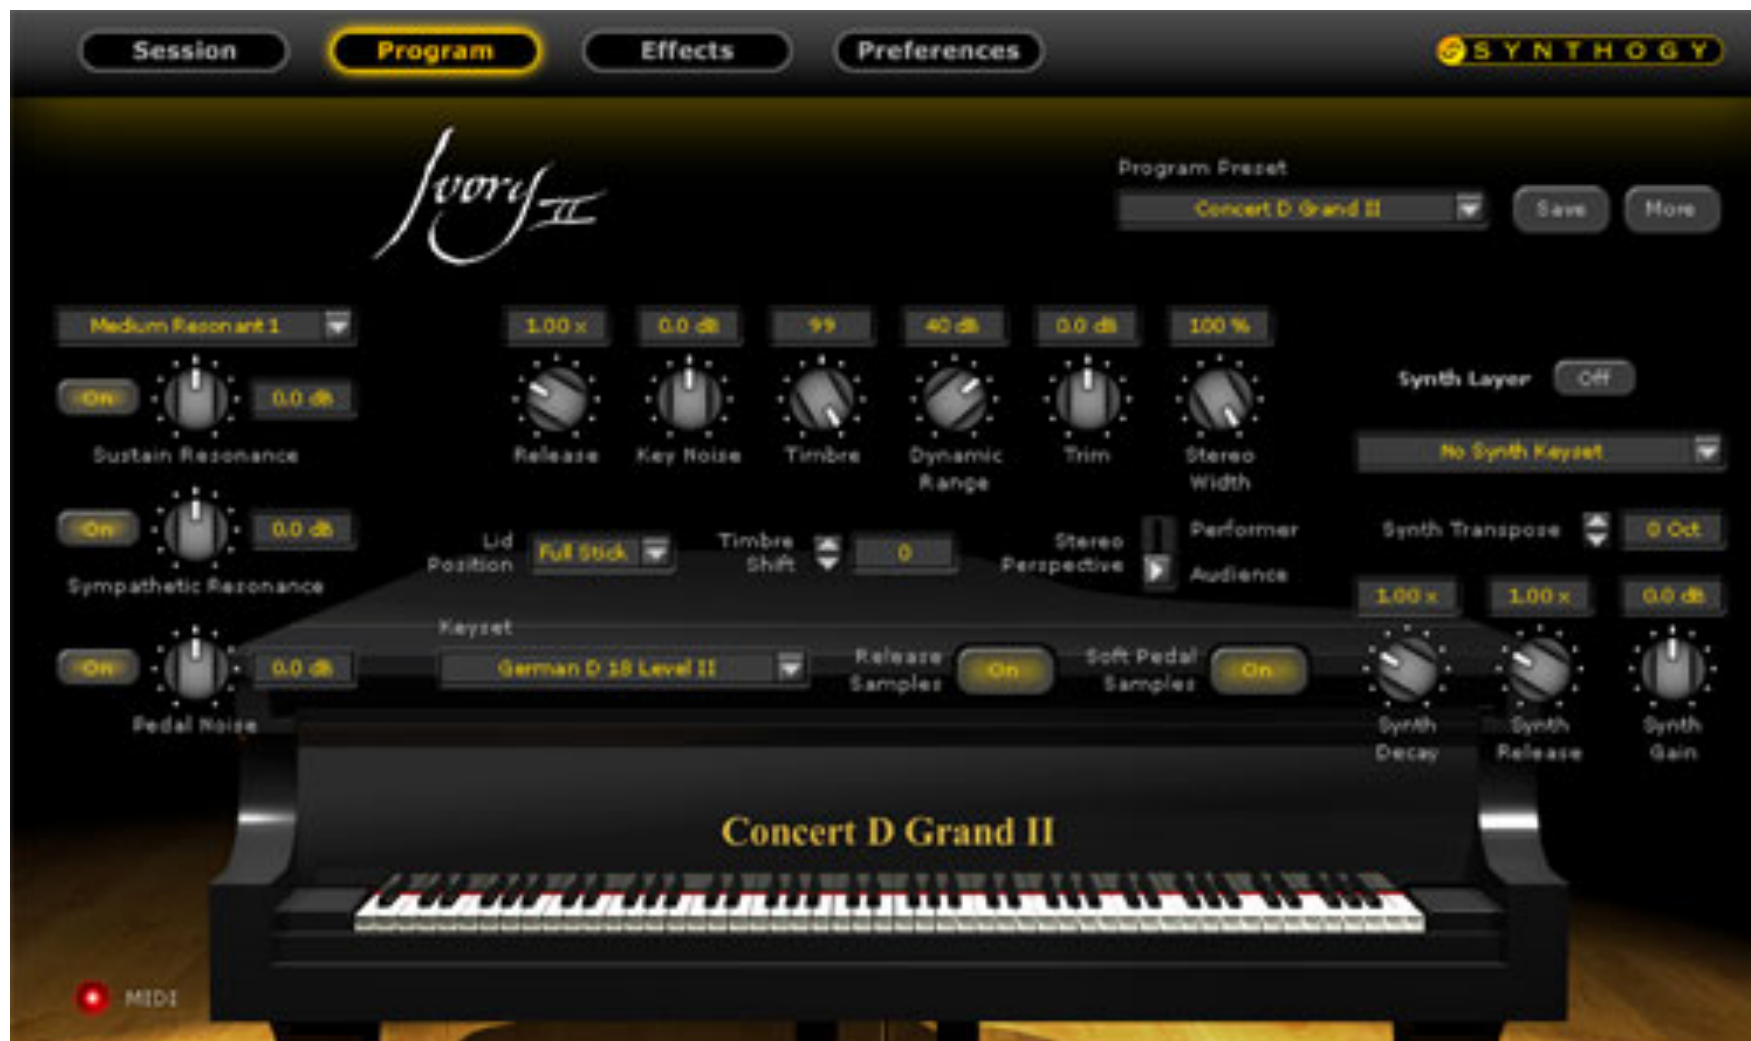 Session Program Effects Preferences SYNTHOGY
Ivory II
Program Preset
Concert D Grand II Save More
Medium Resonant 1
On 0.0 dB
Sustain Resonance
On 0.0 dB
Sympathetic Resonance
On 0.0 dB
Pedal Noise
1.00 x 0.0 dB 99 40 dB 0.0 dB 100 %
Release Key Noise Timbre Dynamic Range Trim Stereo Width
Lid Position Full Stick Timbre Shift 0 Stereo Perspective Performer Audience
Keyset
German D 18 Level II Release Samples On Soft Pedal Samples On
Synth Layer Off
No Synth Keyset
Synth Transpose 0 Oct
1.00 x 1.00 x 0.0 dB
Synth Decay Synth Release Synth Gain
Concert D Grand II
MIDI